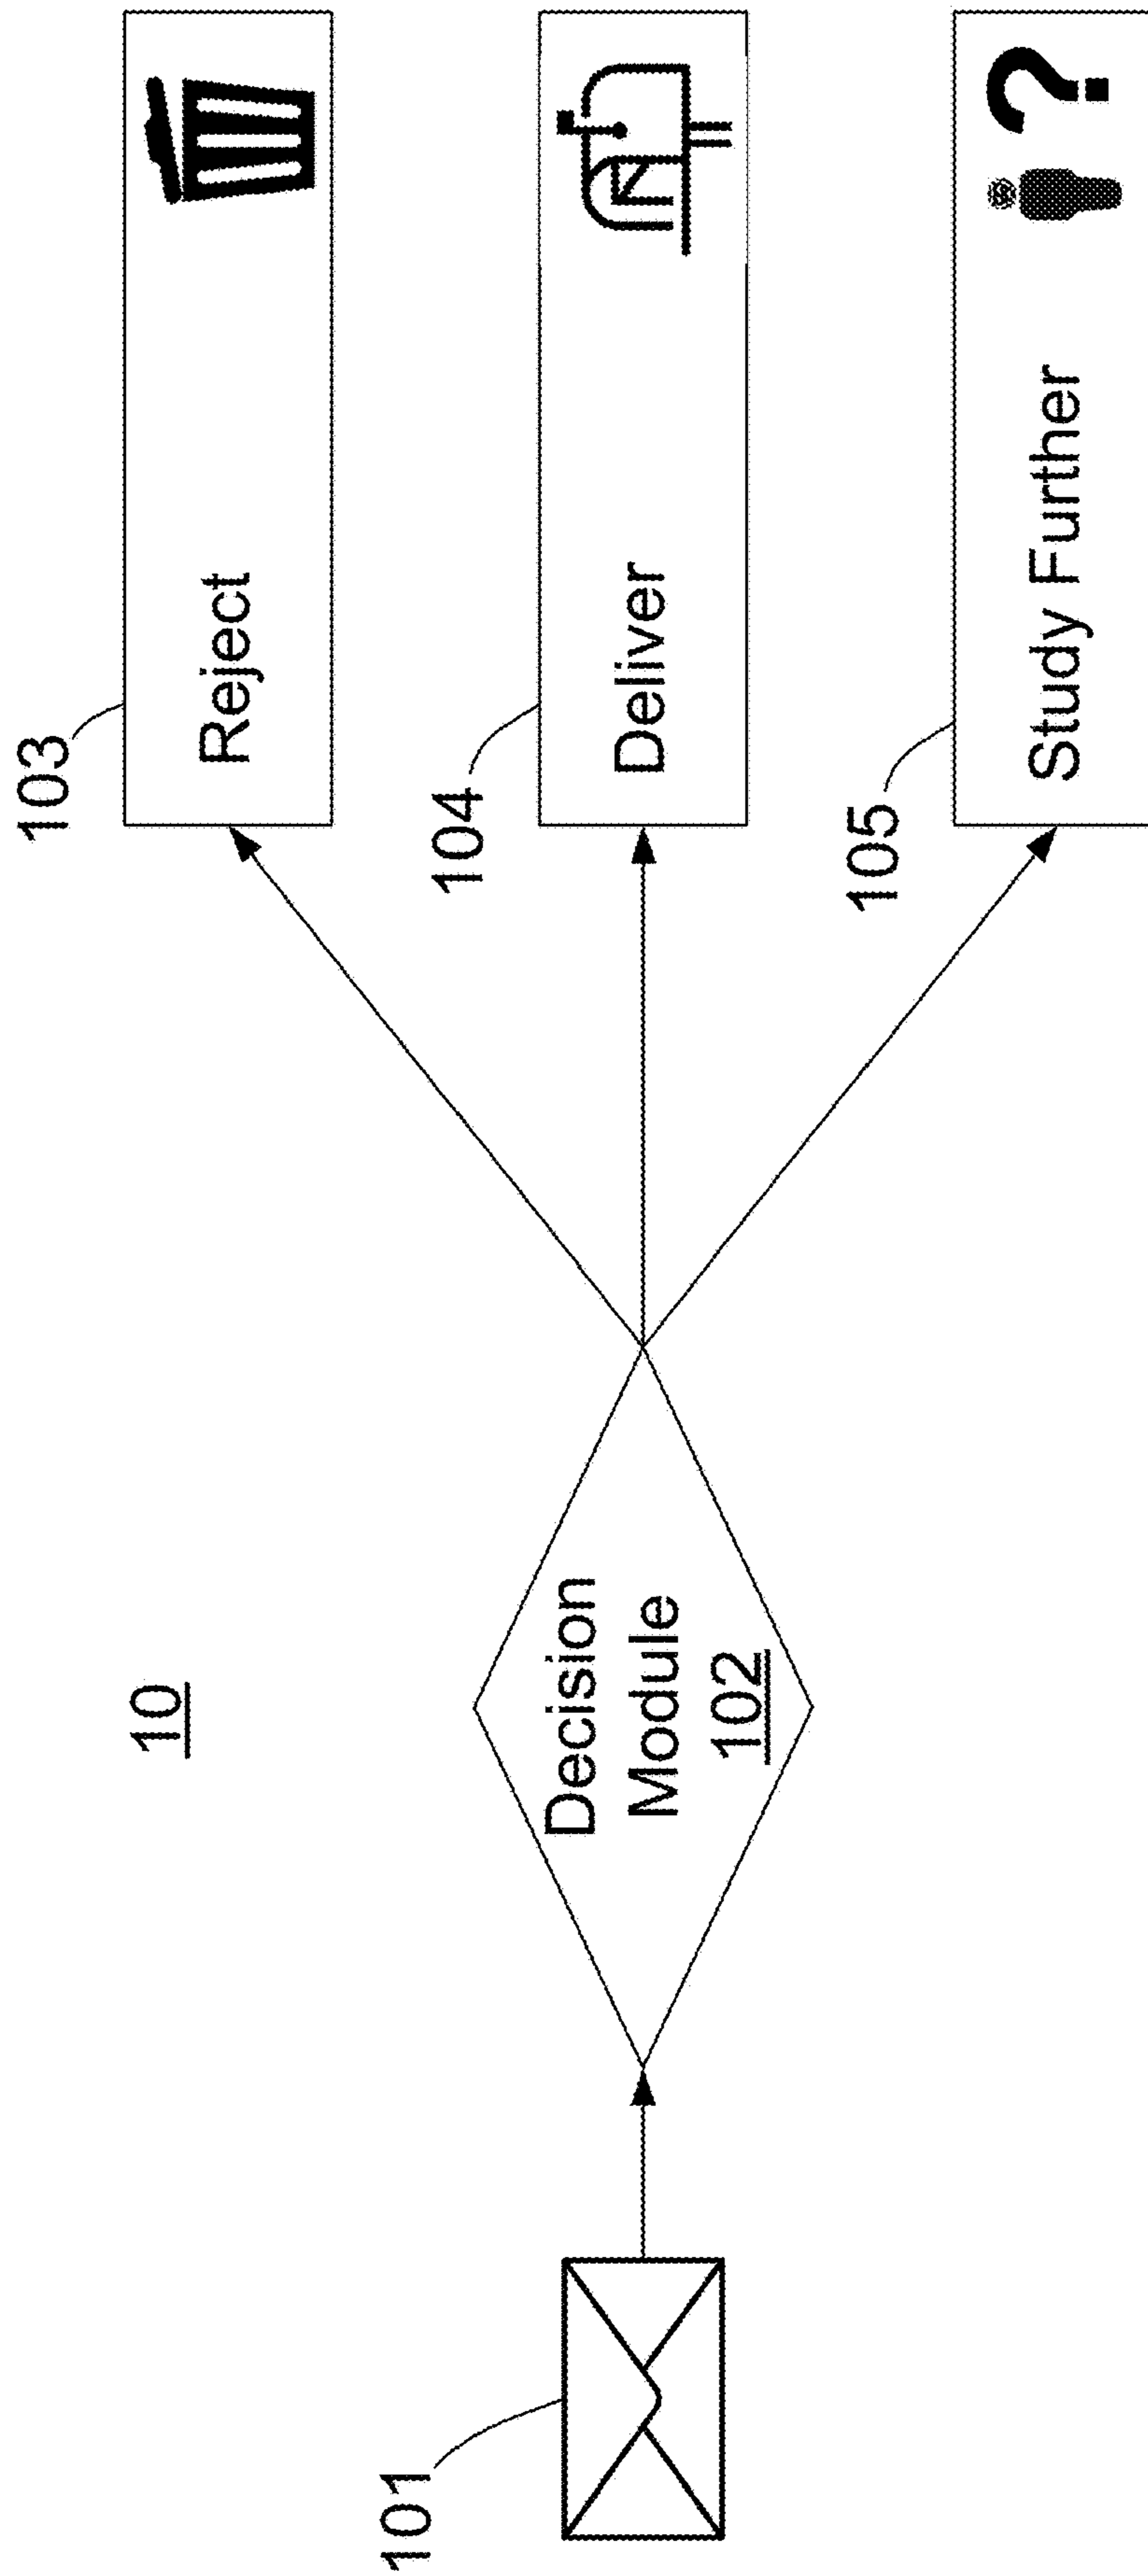 10
101
Decision
Module
102
103
Reject
104
Deliver
105
Study Further
?